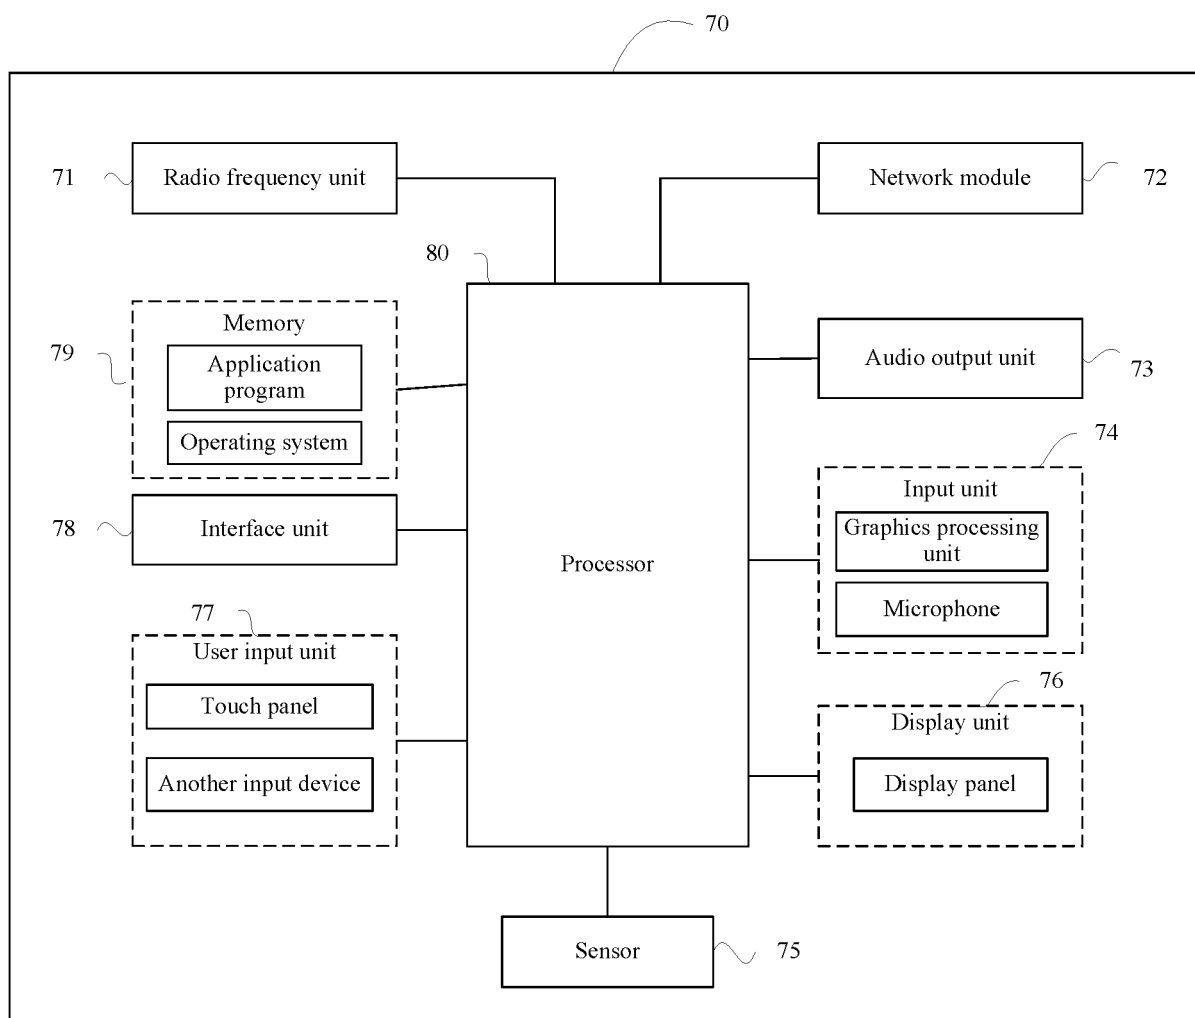 70
71
Radio frequency unit
Network module
72
80
79
Memory
Application
program
Operating system
Audio output unit
73
74
Input unit
Graphics processing
unit
Microphone
78
Interface unit
Processor
77
User input unit
Touch panel
Another input device
76
Display unit
Display panel
Sensor
75